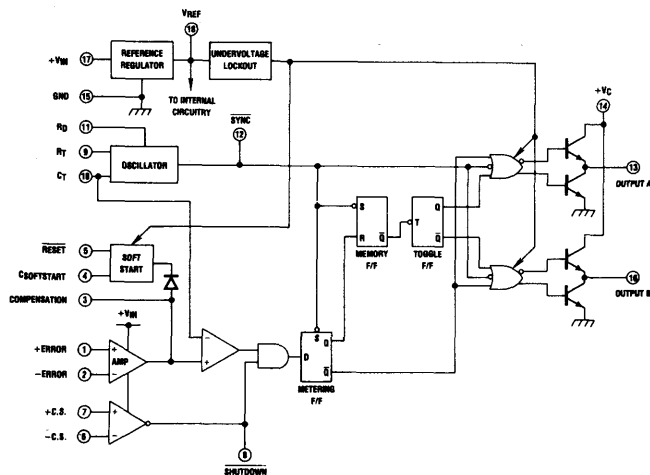 VREF
18
+VIN
17
REFERENCE
REGULATOR
UNDERVOLTAGE
LOCKOUT
+VC
14
GND
15
TO INTERNAL
CIRCUITRY
SYNC
12
RD
11
RT
9
CT
10
OSCILLATOR
13
OUTPUT A
S
R
Q
MEMORY
F/F
T
Q
Q
TOGGLE
F/F
RESET
5
CSOFTSTART
4
SOFT
START
COMPENSATION
3
+VIN
16
OUTPUT B
+ERROR
1
+
AMP
-ERROR
2
−
−
+
D
S
Q
Q
METERING
F/F
+C.S.
7
+
-C.S.
6
−
8
SHUTDOWN